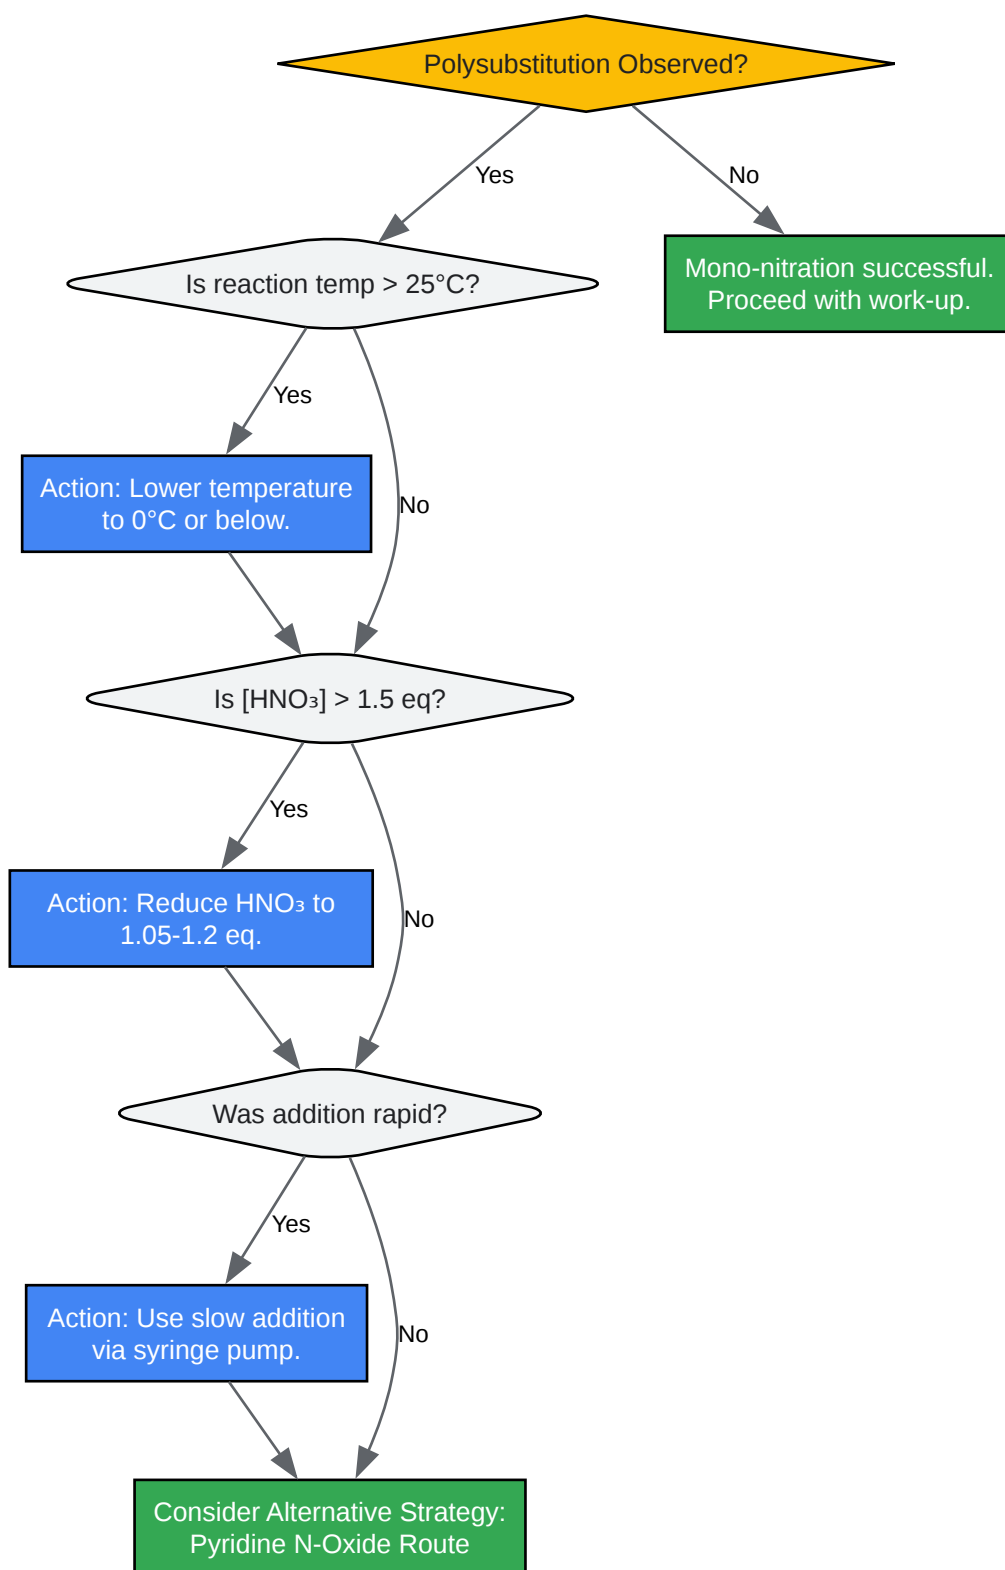 Polysubstitution Observed?
Yes
No
Is reaction temp > 25°C?
Mono-nitration successful.
Proceed with work-up.
Yes
Action: Lower temperature
to 0°C or below.
No
Is [HNO₃] > 1.5 eq?
Yes
Action: Reduce HNO₃ to
1.05-1.2 eq.
No
Was addition rapid?
Yes
Action: Use slow addition
via syringe pump.
No
Consider Alternative Strategy:
Pyridine N-Oxide Route